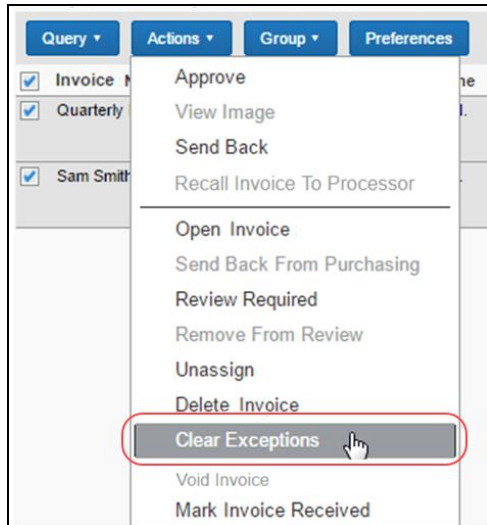 Query Actions Group Preferences
Invoice
Quarterly
Sam Smith
Approve
View Image
Send Back
Recall Invoice To Processor
Open Invoice
Send Back From Purchasing
Review Required
Remove From Review
Unassign
Delete Invoice
Clear Exceptions
Void Invoice
Mark Invoice Received